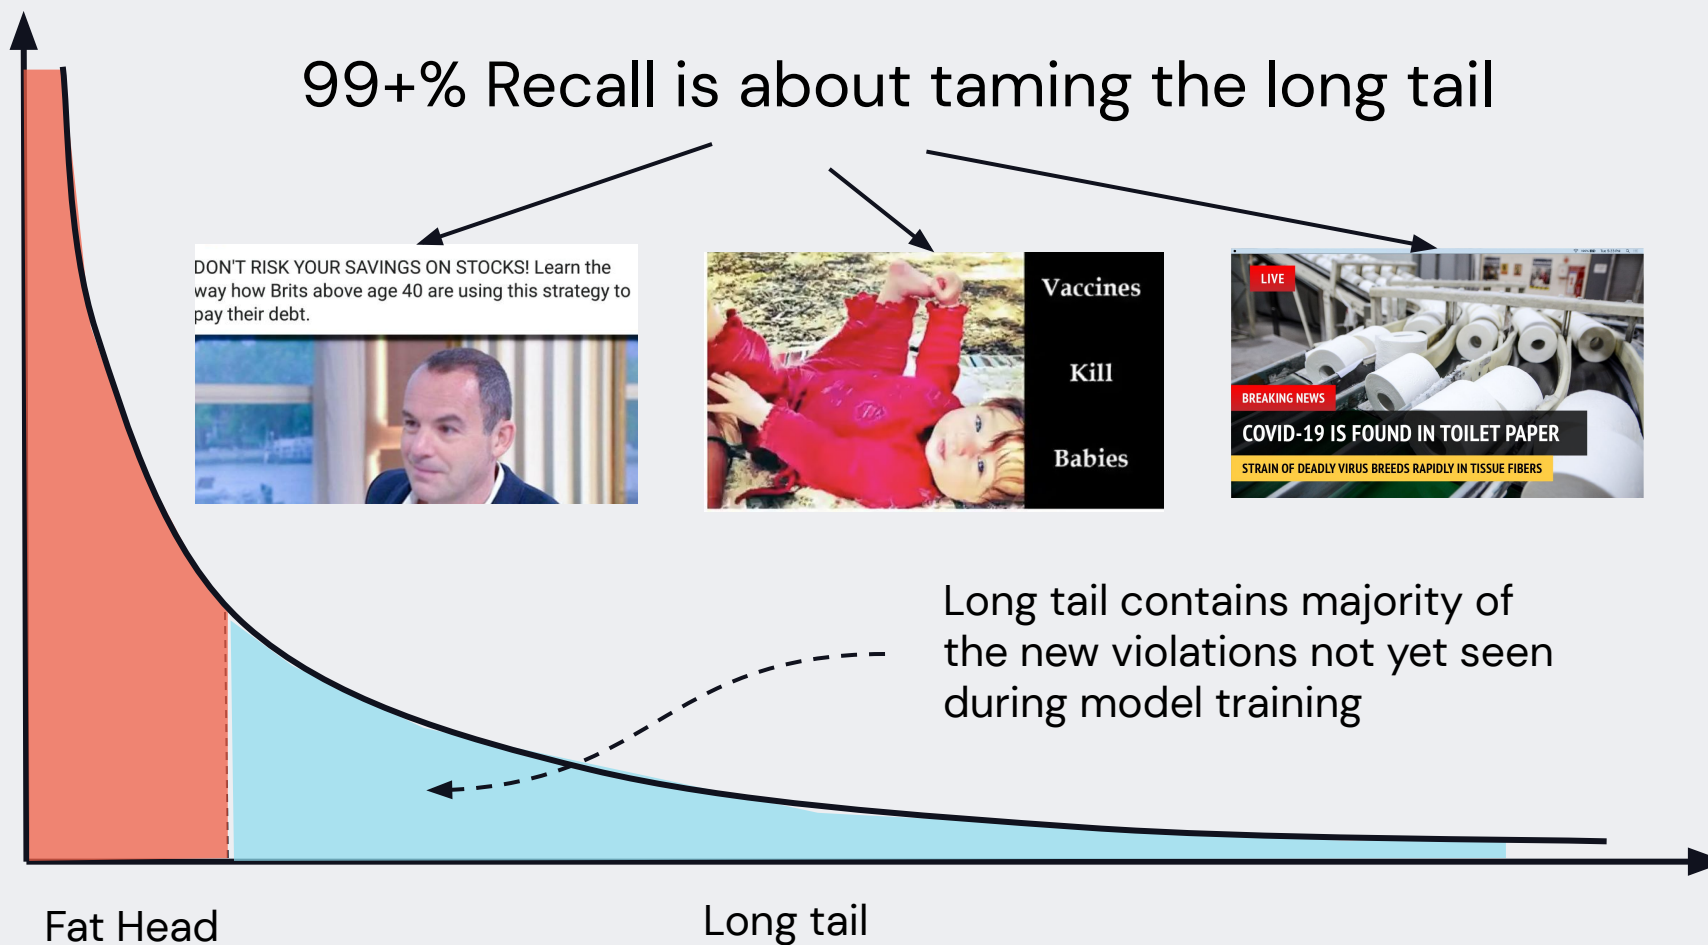 99+% Recall is about taming the long tail
DON'T RISK YOUR SAVINGS ON STOCKS! Learn the
way how Brits above age 40 are using this strategy to
pay their debt.
Vaccines
Kill
Babies
LIVE
BREAKING NEWS
COVID-19 IS FOUND IN TOILET PAPER
STRAIN OF DEADLY VIRUS BREEDS RAPIDLY IN TISSUE FIBERS
Long tail contains majority of
the new violations not yet seen
during model training
Fat Head
Long tail